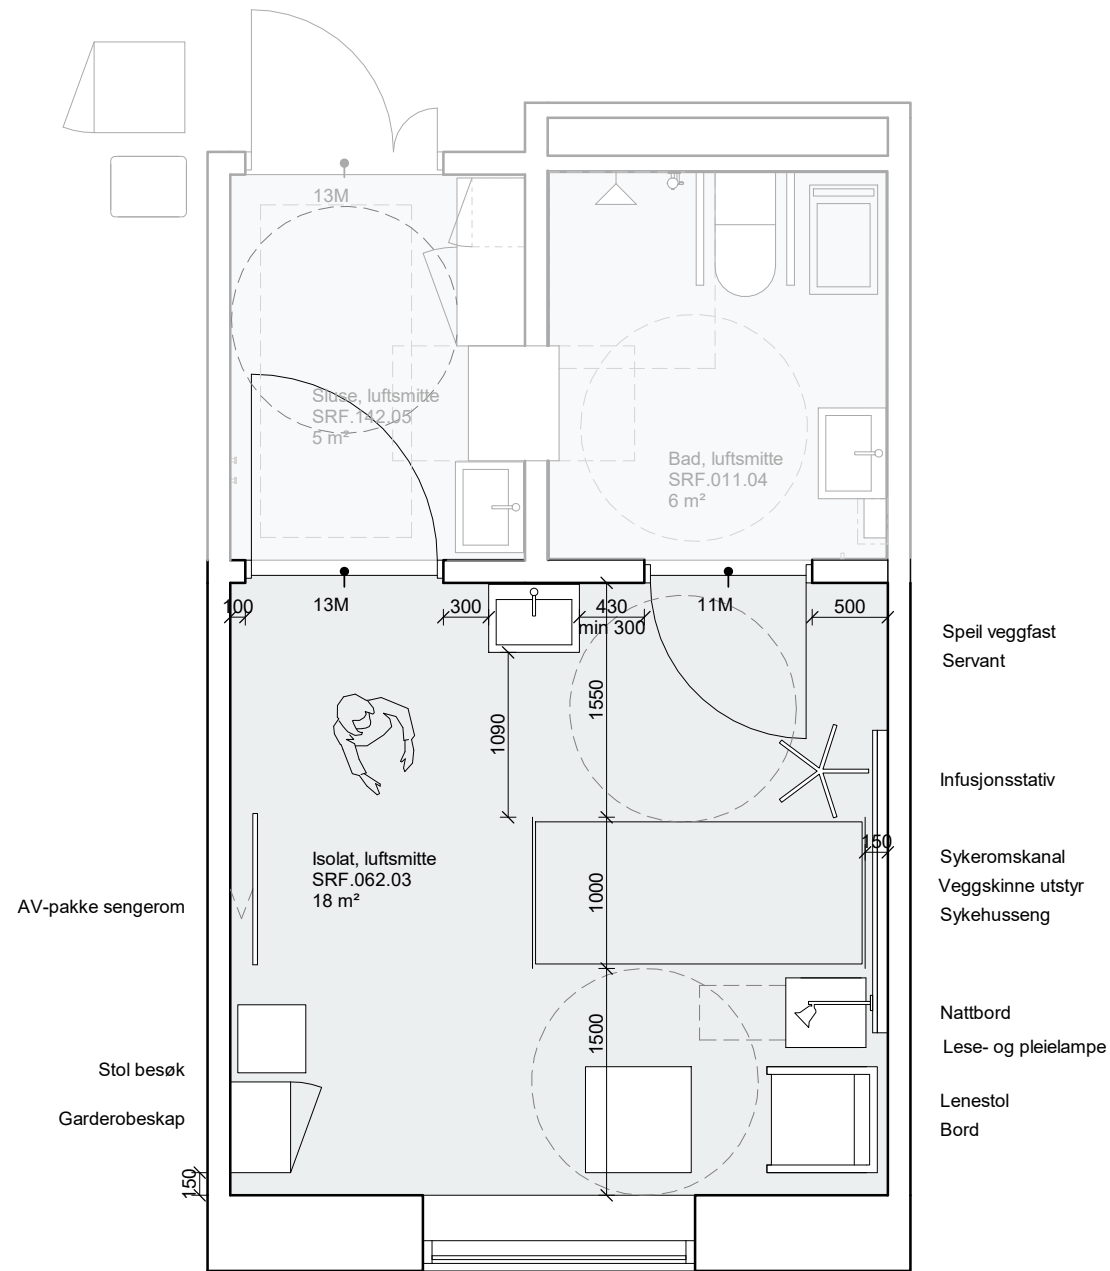 13M
Sluse, luftsmitte
SRF.142.05
5 m²
Bad, luftsmitte
SRF.011.04
6 m²
100
13M
300
430
min 300
11M
500
Speil veggfast
Servant
1550
1090
Infusjonsstativ
150
Isolat, luftsmitte
SRF.062.03
18 m²
1000
Sykeromskanal
Veggskinne utstyr
Sykehusseng
AV-pakke sengerom
1500
Nattbord
Lese- og pleielampe
Stol besøk
Garderobeskap
Lenestol
Bord
150